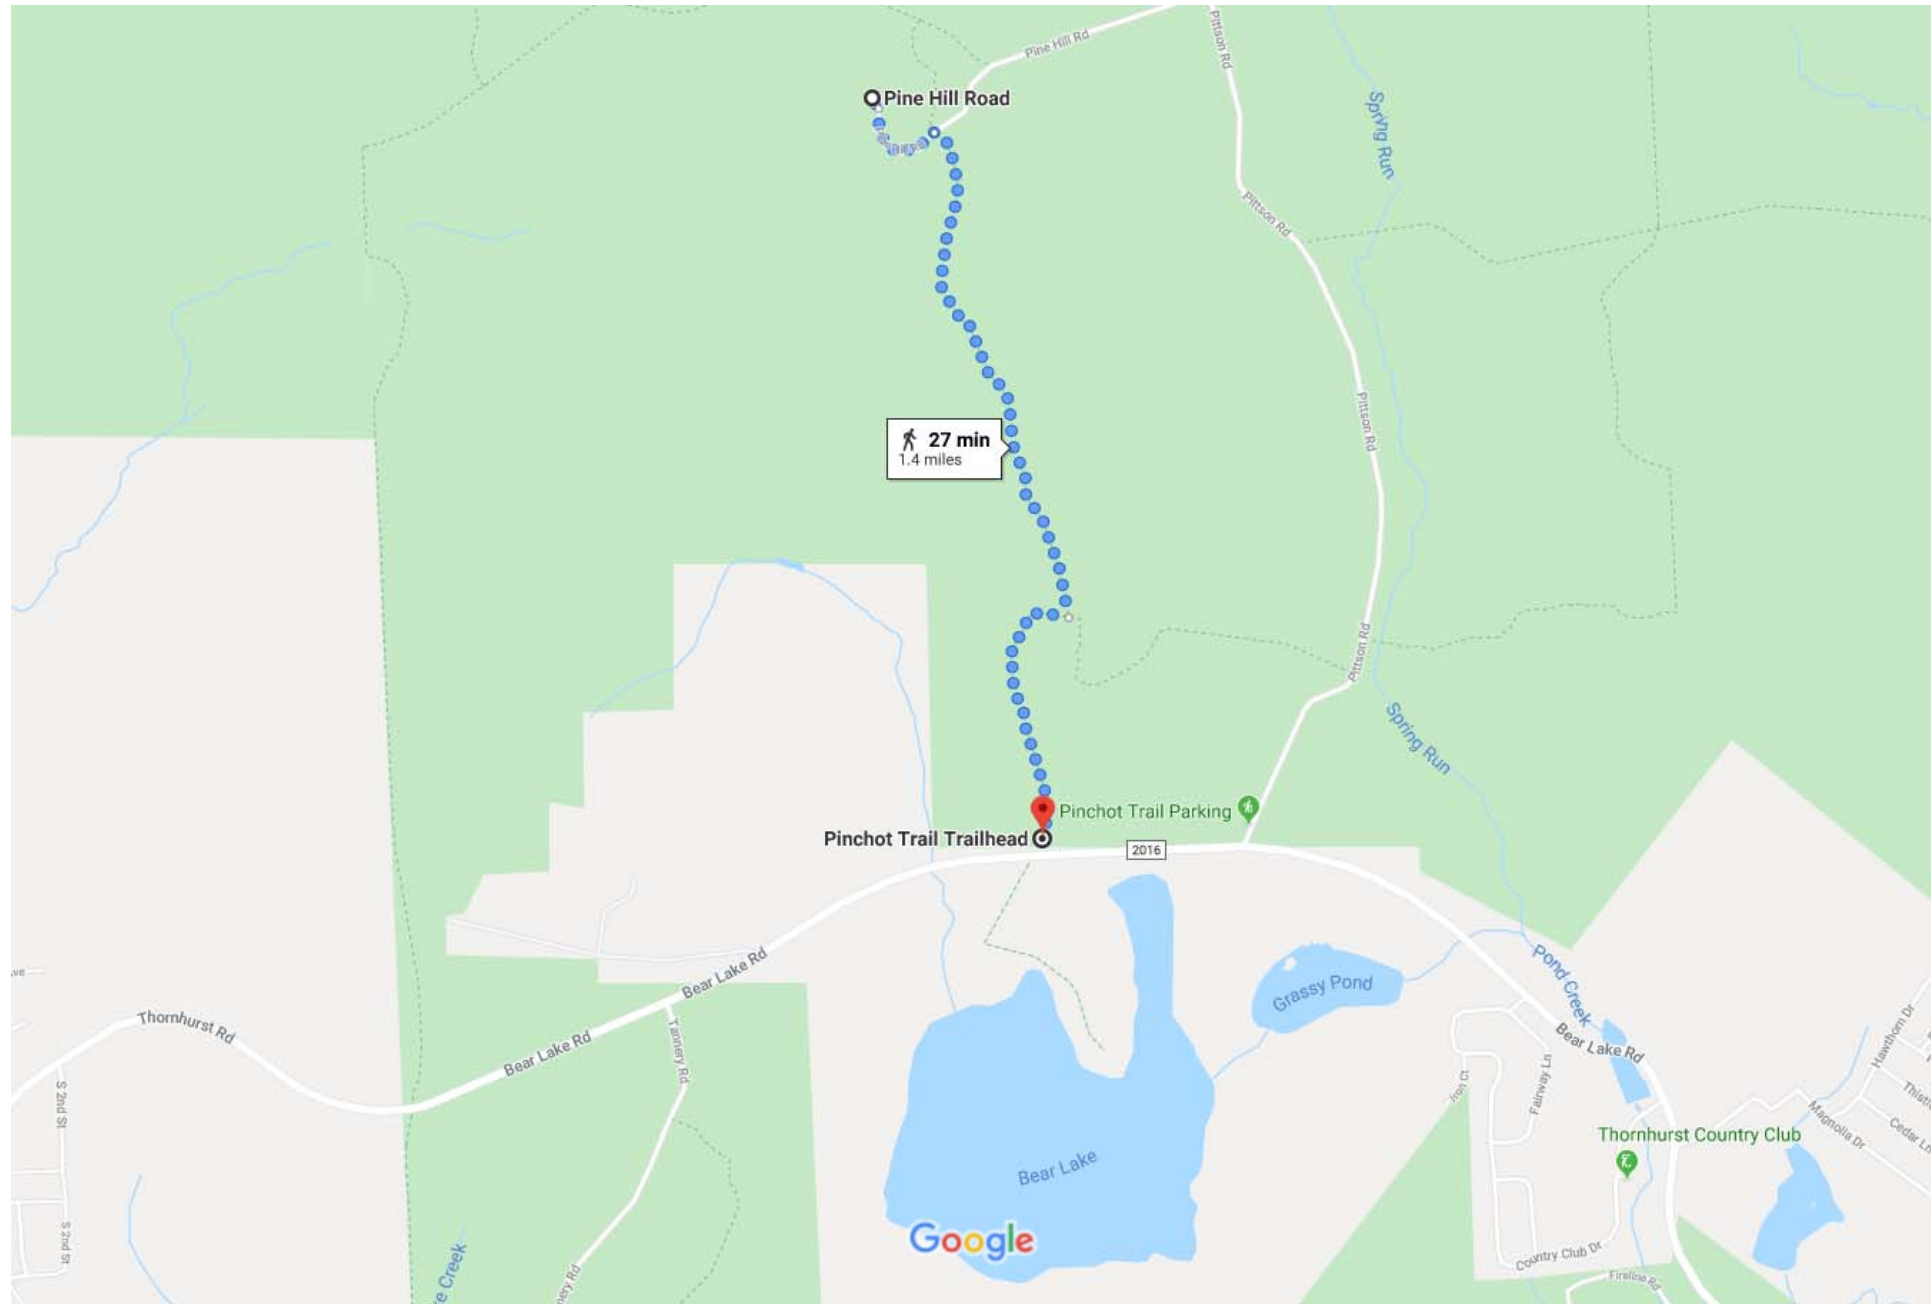 Pittson Rd
Pine Hill Rd
Pine Hill Road
Spring Run
Pittson Rd
Pittson Rd
27 min
1.4 miles
Pittson Rd
Spring Run
Pinchot Trail Parking
Pinchot Trail Trailhead
2016
Bear Lake Rd
Grassy Pond
Pond Creek
Thornhurst Rd
Bear Lake Rd
Tannery Rd
Bear Lake Rd
Hawthorn Dr
S 2nd St
Iron Ct
Fairway Ln
Magnolia Dr
Cedar Ln
Thornhurst Country Club
Bear Lake
Google
S 2nd St
Country Club Dr
Fireline Rd
Creek